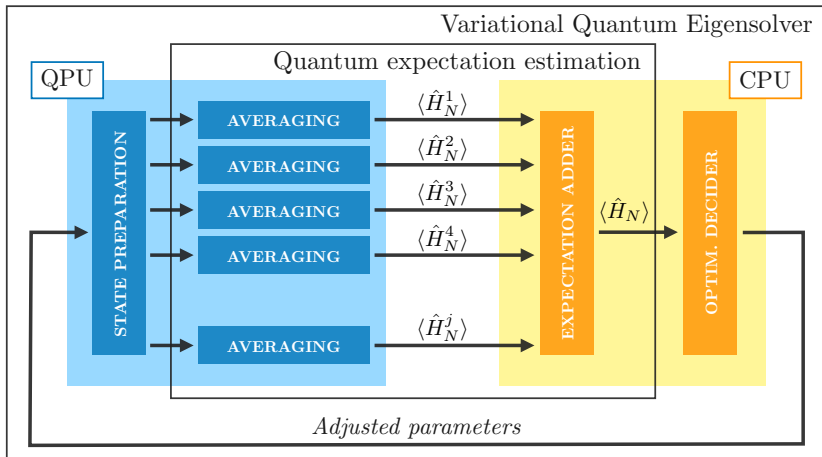 Variational Quantum Eigensolver
Quantum expectation estimation
QPU
CPU
STATE PREPARATION
AVERAGING
AVERAGING
AVERAGING
AVERAGING
AVERAGING
⟨Ĥ_N^1⟩
⟨Ĥ_N^2⟩
⟨Ĥ_N^3⟩
⟨Ĥ_N^4⟩
⟨Ĥ_N^j⟩
EXPECTATION ADDER
⟨Ĥ_N⟩
OPTIM. DECIDER
Adjusted parameters